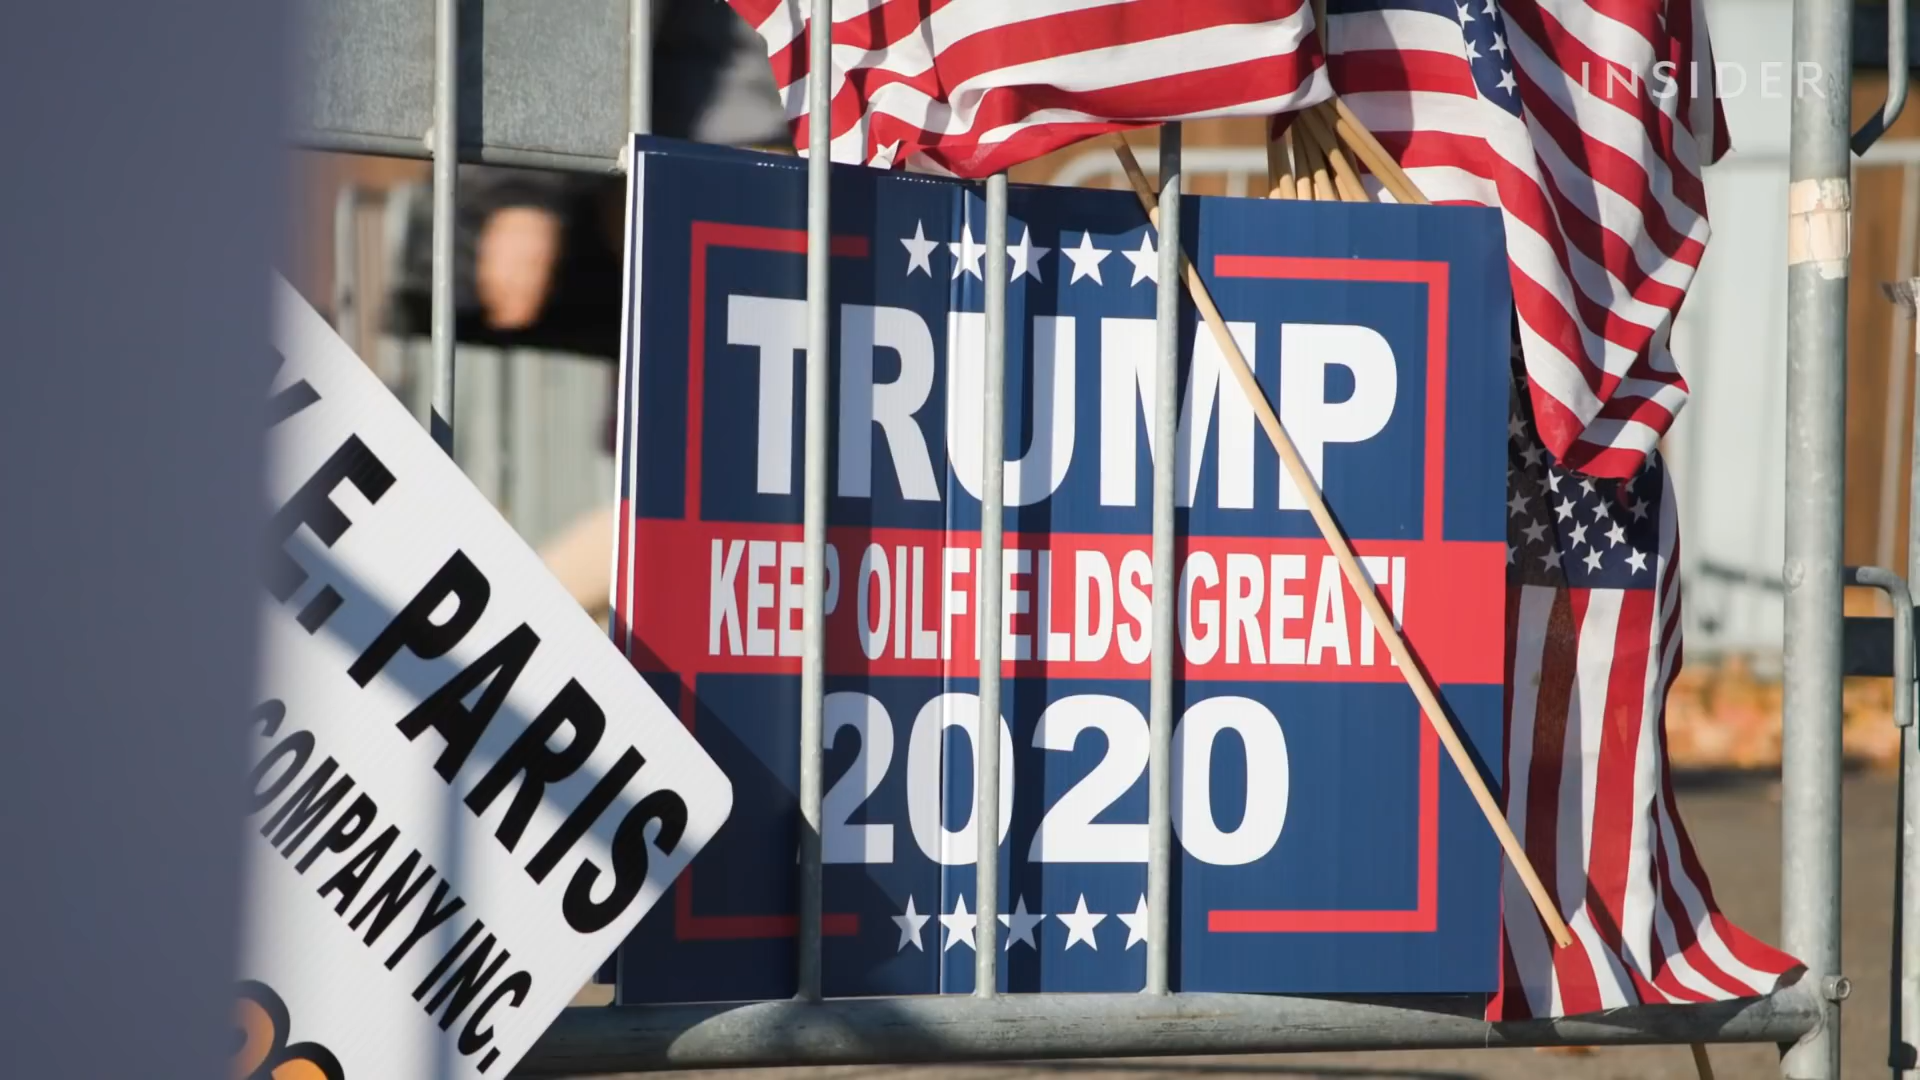 INSIDER
TRUMP
KEEP OILFIELDS GREAT!
2020
E. PARIS
COMPANY INC.